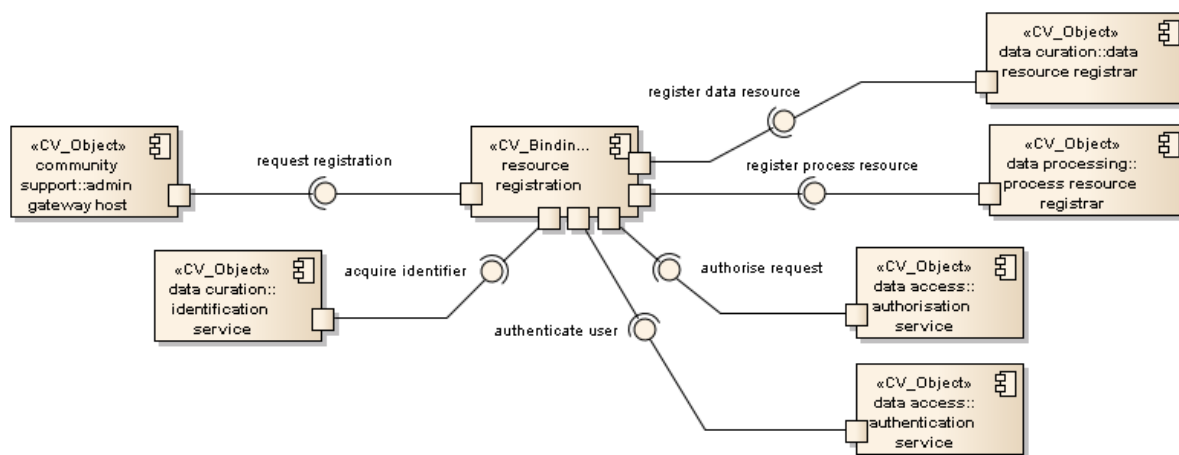 «CV_Object»
data curation::data
resource registrar
register data resource
«CV_Object»
community
support::admin
gateway host
request registration
«CV_Bindin...
resource
registration
register process resource
«CV_Object»
data processing::
process resource
registrar
«CV_Object»
data curation::
identification
service
acquire identifier
authorise request
«CV_Object»
data access::
authorisation
service
authenticate user
«CV_Object»
data access::
authentication
service